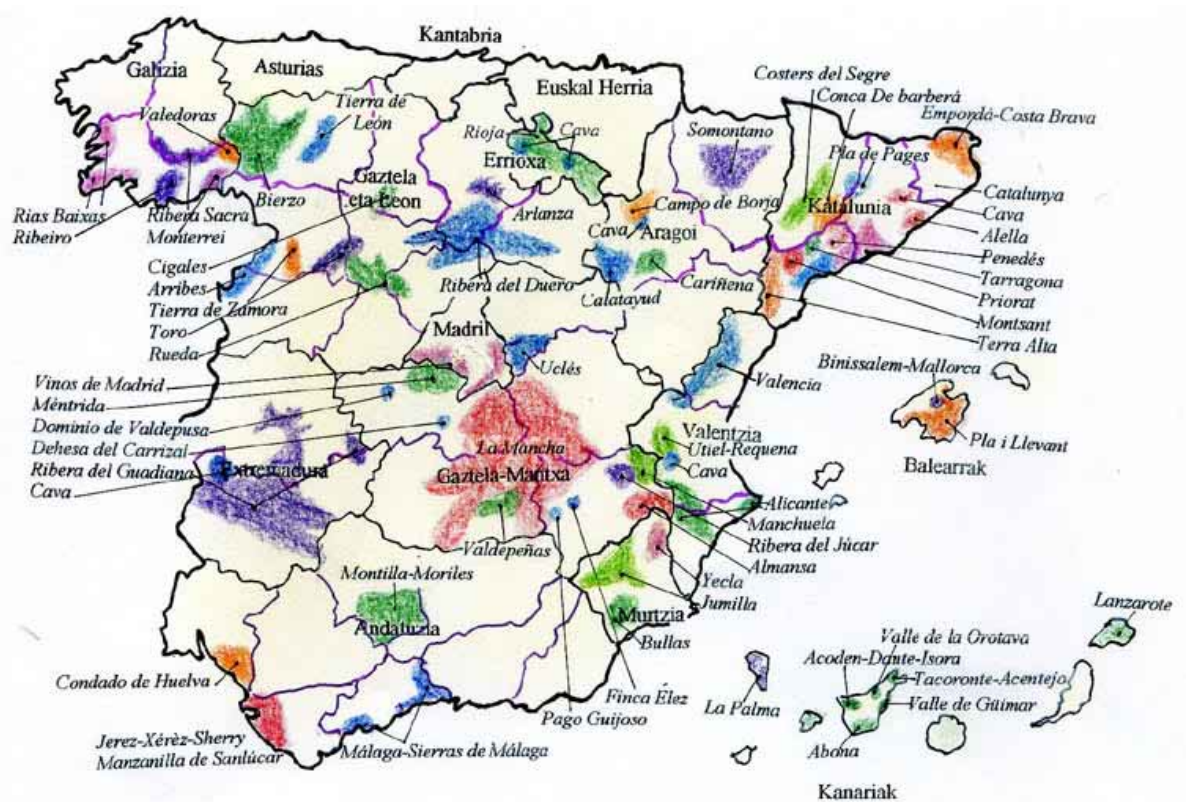 Kantabria
Galizia
Asturias
Euskal Herria
Costers del Segre
Conca De barberá
Empordá-Costa Brava
Valedoras
Tierra de
León
Rioja
Cava
Errioxa
Somontano
Pla de Pages
Gaztela
eta Leon
Catalunya
Katalunia
Cava
Alella
Rias Baixas
Ribeiro
Ribera Sacra
Monterrei
Bierzo
Arlanza
Campo de Borja
Cava
Aragoi
Penedés
Tarragona
Priorat
Montsant
Terra Alta
Cigales
Arribes
Tierra de Zamora
Toro
Rueda
Ribera del Duero
Calatayud
Cariñena
Madril
Uclés
Valencia
Binissalem-Mallorca
Pla i Llevant
Balearrak
Vinos de Madrid
Méntrida
Dominio de Valdepusa
Dehesa del Carrizal
Ribera del Guadiana
Cava
Extremadura
La Mancha
Gaztela-Mantxa
Valentzia
Utiel-Requena
Cava
Alicante
Manchuela
Ribera del Júcar
Almansa
Valdepeñas
Yecla
Jumilla
Montilla-Moriles
Andaluzia
Murtzia
Bullas
Condado de Huelva
Finca Élez
Pago Guijoso
Jerez-Xérèz-Sherry
Manzanilla de Sanlúcar
Málaga-Sierras de Málaga
Lanzarote
Valle de la Orotava
Acoden-Dante-Isora
Tacoronte-Acentejo
La Palma
Valle de Güimar
Abona
Kanariak